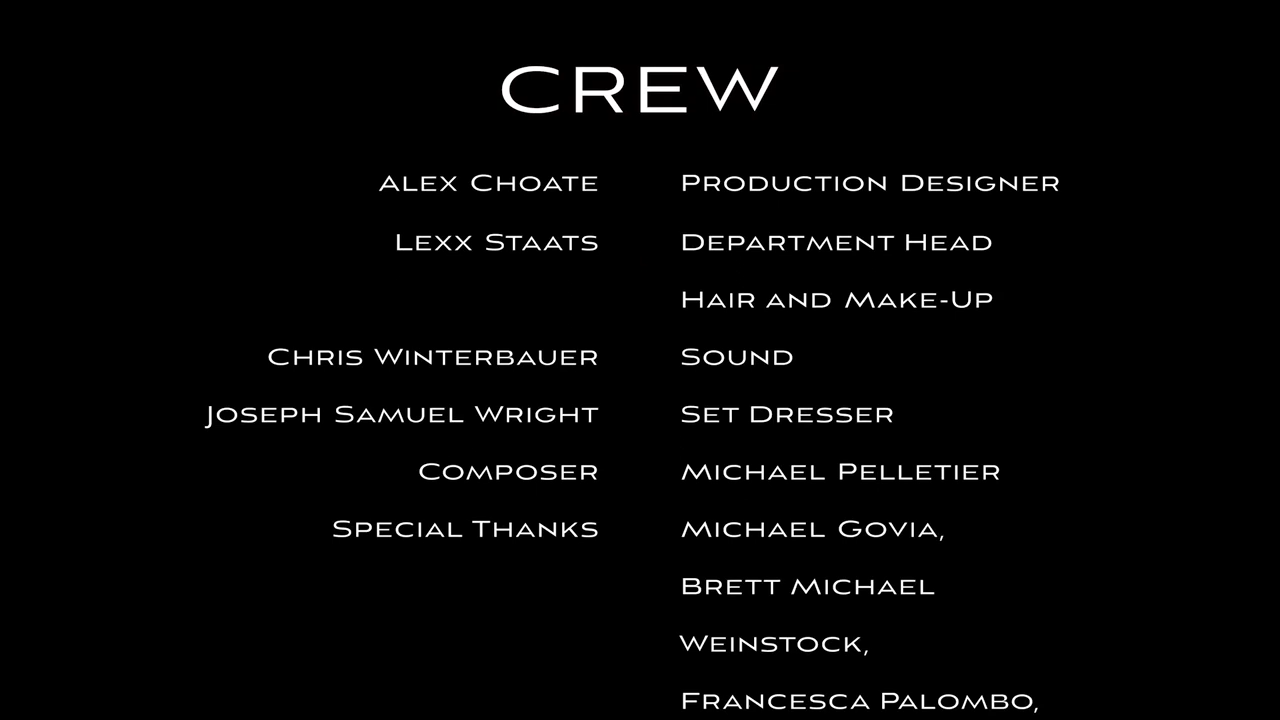 CREW
ALEX CHOATE PRODUCTION DESIGNER
LEXX STAATS DEPARTMENT HEAD
HAIR AND MAKE-UP
CHRIS WINTERBAUER SOUND
JOSEPH SAMUEL WRIGHT SET DRESSER
COMPOSER MICHAEL PELLETIER
SPECIAL THANKS MICHAEL GOVIA,
BRETT MICHAEL
WEINSTOCK,
FRANCESCA PALOMBO,